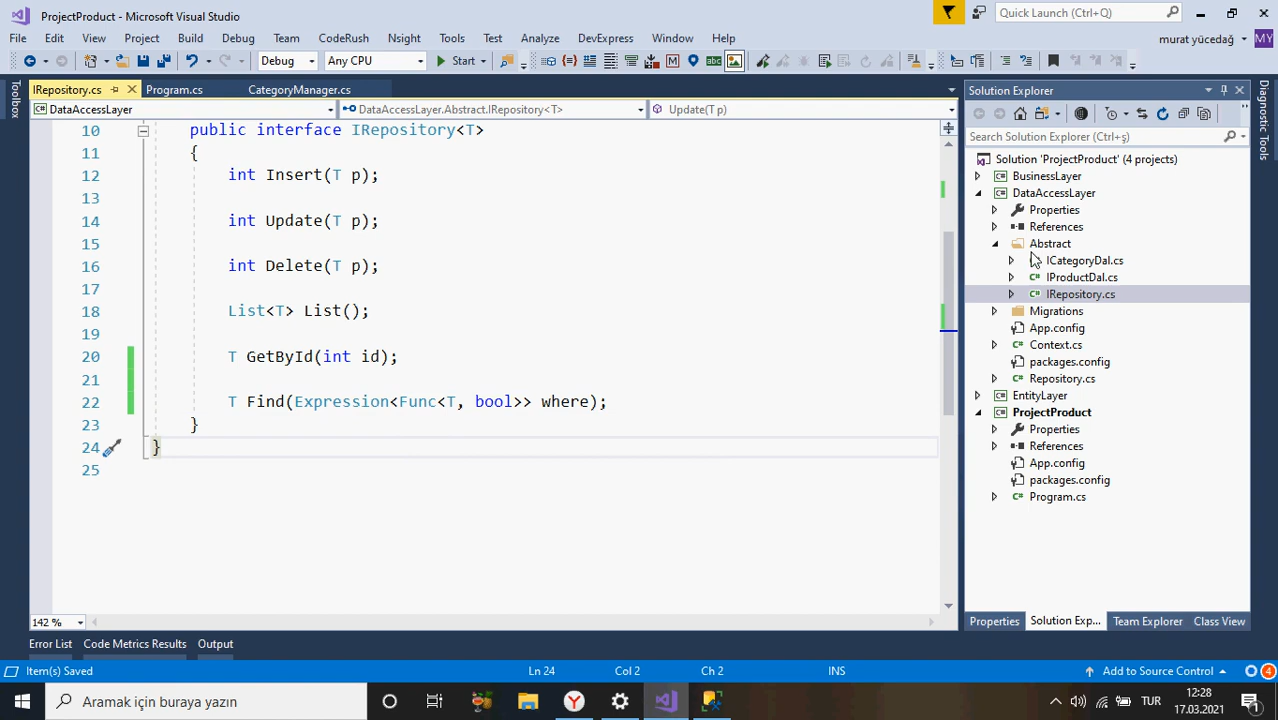 ProjectProduct - Microsoft Visual Studio
Quick Launch (Ctrl+Q)
File Edit View Project Build Debug Team CodeRush Nsight Tools Test Analyze DevExpress Window Help
murat yücedağ MY
Debug Any CPU Start
IRepository.cs Program.cs CategoryManager.cs
DataAccessLayer DataAccessLayer.Abstract.IRepository<T> Update(T p)
Toolbox
10 public interface IRepository<T>
11 {
12 int Insert(T p);
13
14 int Update(T p);
15
16 int Delete(T p);
17
18 List<T> List();
19
20 T GetById(int id);
21
22 T Find(Expression<Func<T, bool>> where);
23 }
24 }
25
142 %
Solution Explorer
Search Solution Explorer (Ctrl+ş)
Solution 'ProjectProduct' (4 projects)
BusinessLayer
DataAccessLayer
Properties
References
Abstract
ICategoryDal.cs
IProductDal.cs
IRepository.cs
Migrations
App.config
Context.cs
packages.config
Repository.cs
EntityLayer
ProjectProduct
Properties
References
App.config
packages.config
Program.cs
Properties Solution Exp... Team Explorer Class View
Diagnostic Tools
Error List Code Metrics Results Output
Item(s) Saved Ln 24 Col 2 Ch 2 INS Add to Source Control 4
Aramak için buraya yazın
TUR
12:28
17.03.2021
1